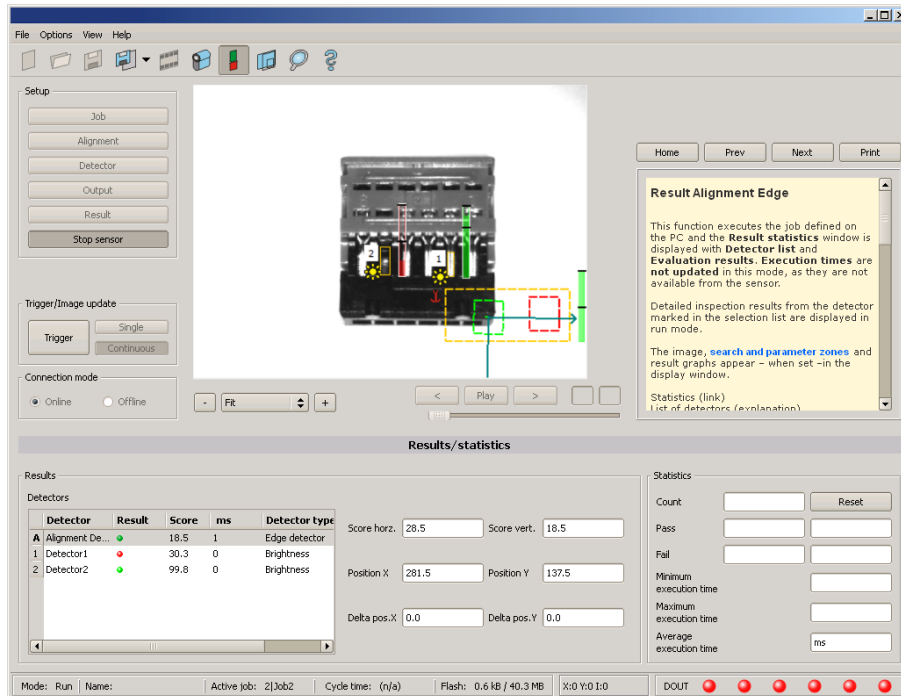 File Options View Help
Setup
Job
Alignment
Detector
Output
Result
Stop sensor
Trigger/Image update
Trigger
Single
Continuous
Connection mode
Online Offline
2
1
- Fit +
< Play >
Home Prev Next Print
Result Alignment Edge
This function executes the job defined on
the PC and the Result statistics window is
displayed with Detector list and
Evaluation results. Execution times are
not updated in this mode, as they are not
available from the sensor.
Detailed inspection results from the detector
marked in the selection list are displayed in
run mode.
The image, search and parameter zones and
result graphs appear – when set –in the
display window.
Statistics (link)
List of detectors (explanation)
Results/statistics
Results
Detectors
Detector Result Score ms Detector type
A Alignment De... 18.5 1 Edge detector
1 Detector1 30.3 0 Brightness
2 Detector2 99.8 0 Brightness
Score horz. 28.5 Score vert. 18.5
Position X 281.5 Position Y 137.5
Delta pos.X 0.0 Delta pos.Y 0.0
Statistics
Count Reset
Pass
Fail
Minimum
execution time
Maximum
execution time
Average
execution time
ms
Mode: Run Name: Active job: 2|Job2 Cycle time: (n/a) Flash: 0.6 kB / 40.3 MB X:0 Y:0 I:0 DOUT